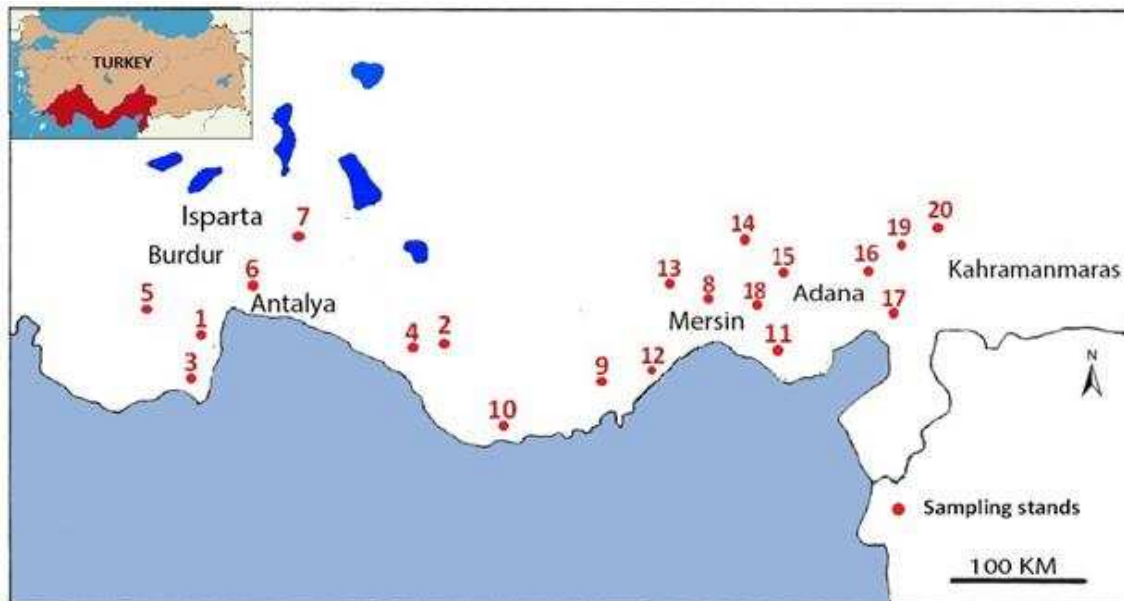 TURKEY
Isparta
7
Burdur
6
Antalya
5
1
3
4
2
10
9
12
13
8
14
15
18
Mersin
Adana
11
16
19
20
17
Kahramanmaras
N
Sampling stands
100 KM